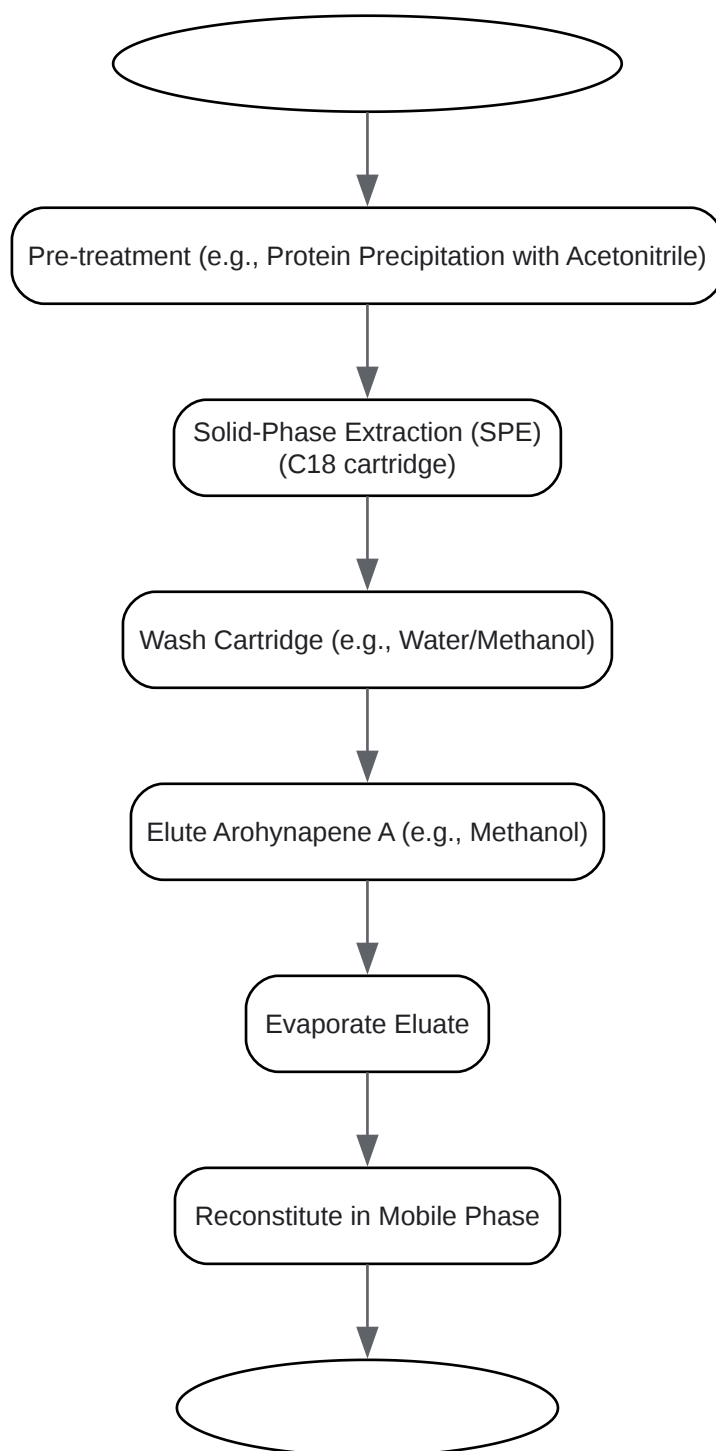 Pre-treatment (e.g., Protein Precipitation with Acetonitrile)
Solid-Phase Extraction (SPE)
(C18 cartridge)
Wash Cartridge (e.g., Water/Methanol)
Elute Arohynapene A (e.g., Methanol)
Evaporate Eluate
Reconstitute in Mobile Phase